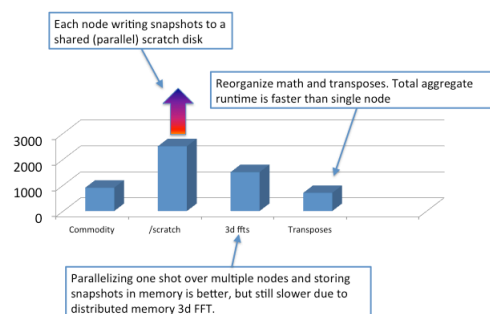 Each node writing snapshots to a
shared (parallel) scratch disk
Reorganize math and transposes. Total aggregate
runtime is faster than single node
3000
2000
1000
0
Commodity
/scratch
3d ffts
Transposes
Parallelizing one shot over multiple nodes and storing
snapshots in memory is better, but still slower due to
distributed memory 3d FFT.